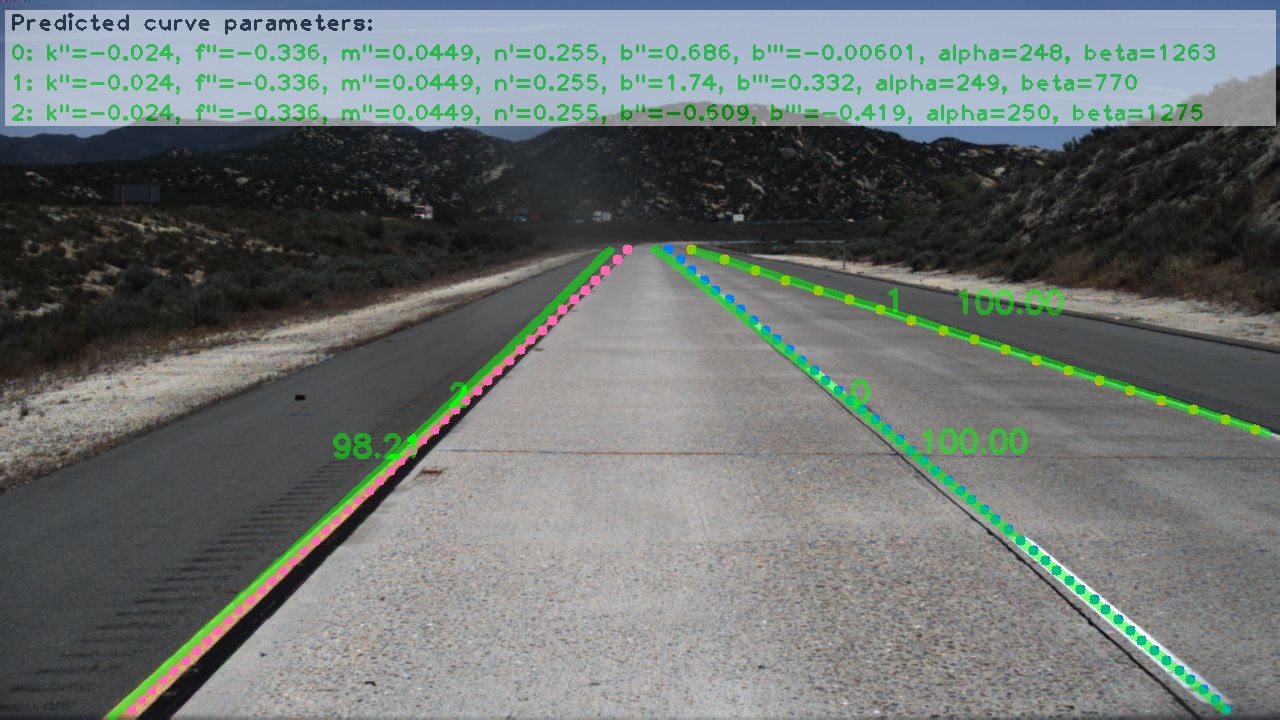 Predicted curve parameters:
0: k"=-0.024, f"=-0.336, m"=0.0449, n'=0.255, b"=0.686, b'''=-0.00601, alpha=248, beta=1263
1: k"=-0.024, f"=-0.336, m"=0.0449, n'=0.255, b"=1.74, b'''=0.332, alpha=249, beta=770
2: k"=-0.024, f"=-0.336, m"=0.0449, n'=0.255, b"=-0.609, b'''=-0.419, alpha=250, beta=1275
1 100.00
2
0
98.21
100.00